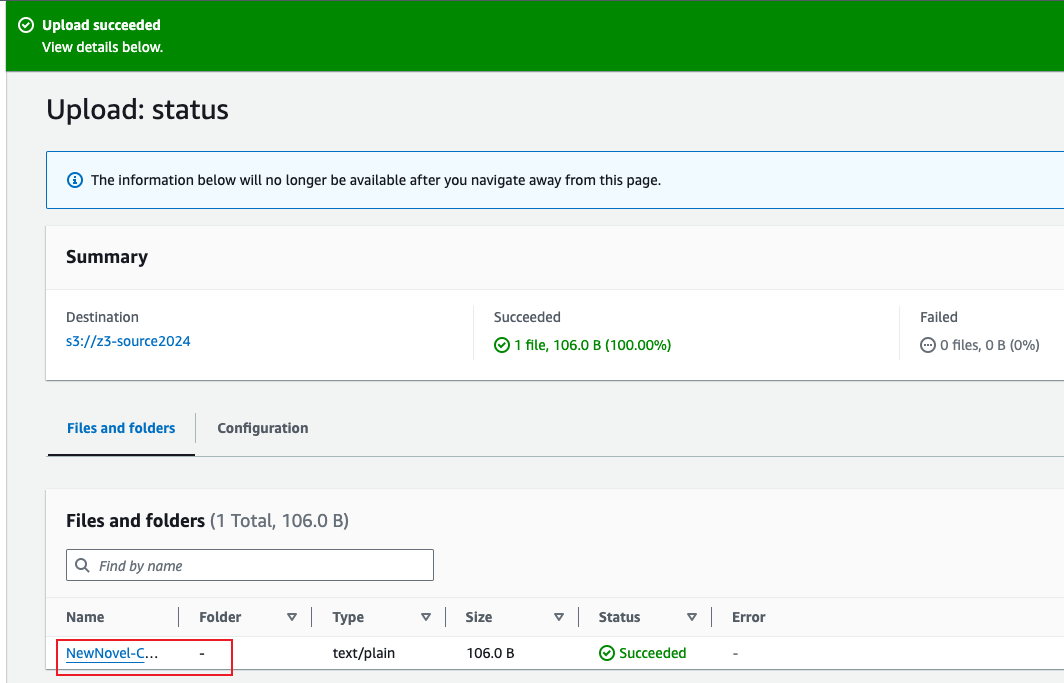 Upload succeeded
View details below.
Upload: status
The information below will no longer be available after you navigate away from this page.
Summary
Destination
s3://z3-source2024
Succeeded
1 file, 106.0 B (100.00%)
Failed
0 files, 0 B (0%)
Files and folders Configuration
Files and folders (1 Total, 106.0 B)
Find by name
Name Folder Type Size Status Error
NewNovel-C... - text/plain 106.0 B Succeeded -